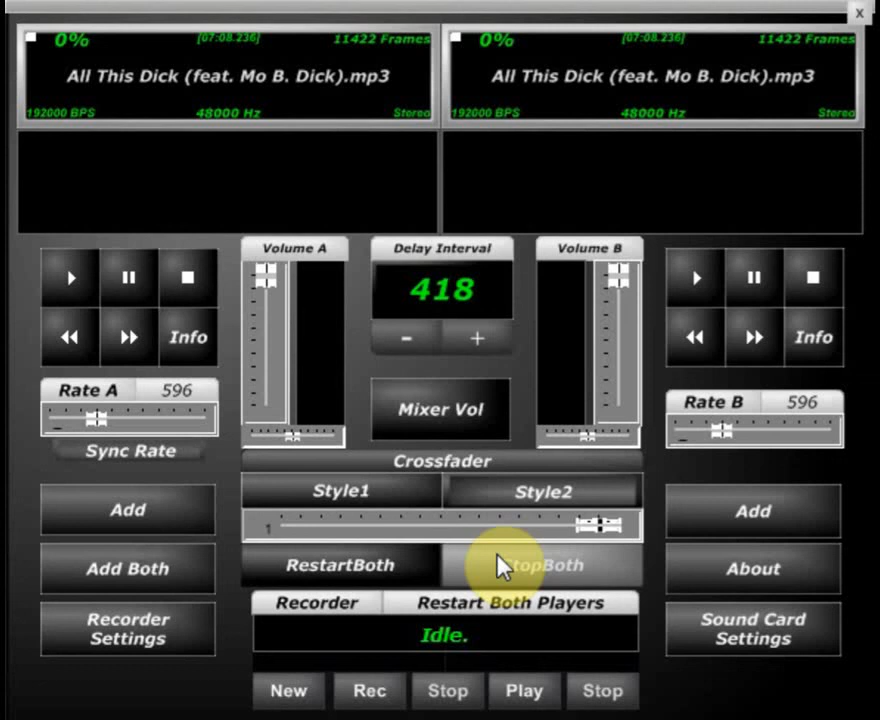 x
0% [07:08.236] 11422 Frames
All This Dick (feat. Mo B. Dick).mp3
192000 BPS 48000 Hz Stereo
0% [07:08.236] 11422 Frames
All This Dick (feat. Mo B. Dick).mp3
192000 BPS 48000 Hz Stereo
Volume A
Delay Interval
Volume B
418
- +
Info
Info
Mixer Vol
Rate A 596
Rate B 596
Sync Rate
Crossfader
Style1 Style2
1
Add
Add
RestartBoth StopBoth
Add Both
About
Recorder
Settings
Recorder Restart Both Players
Idle.
Sound Card
Settings
New Rec Stop Play Stop